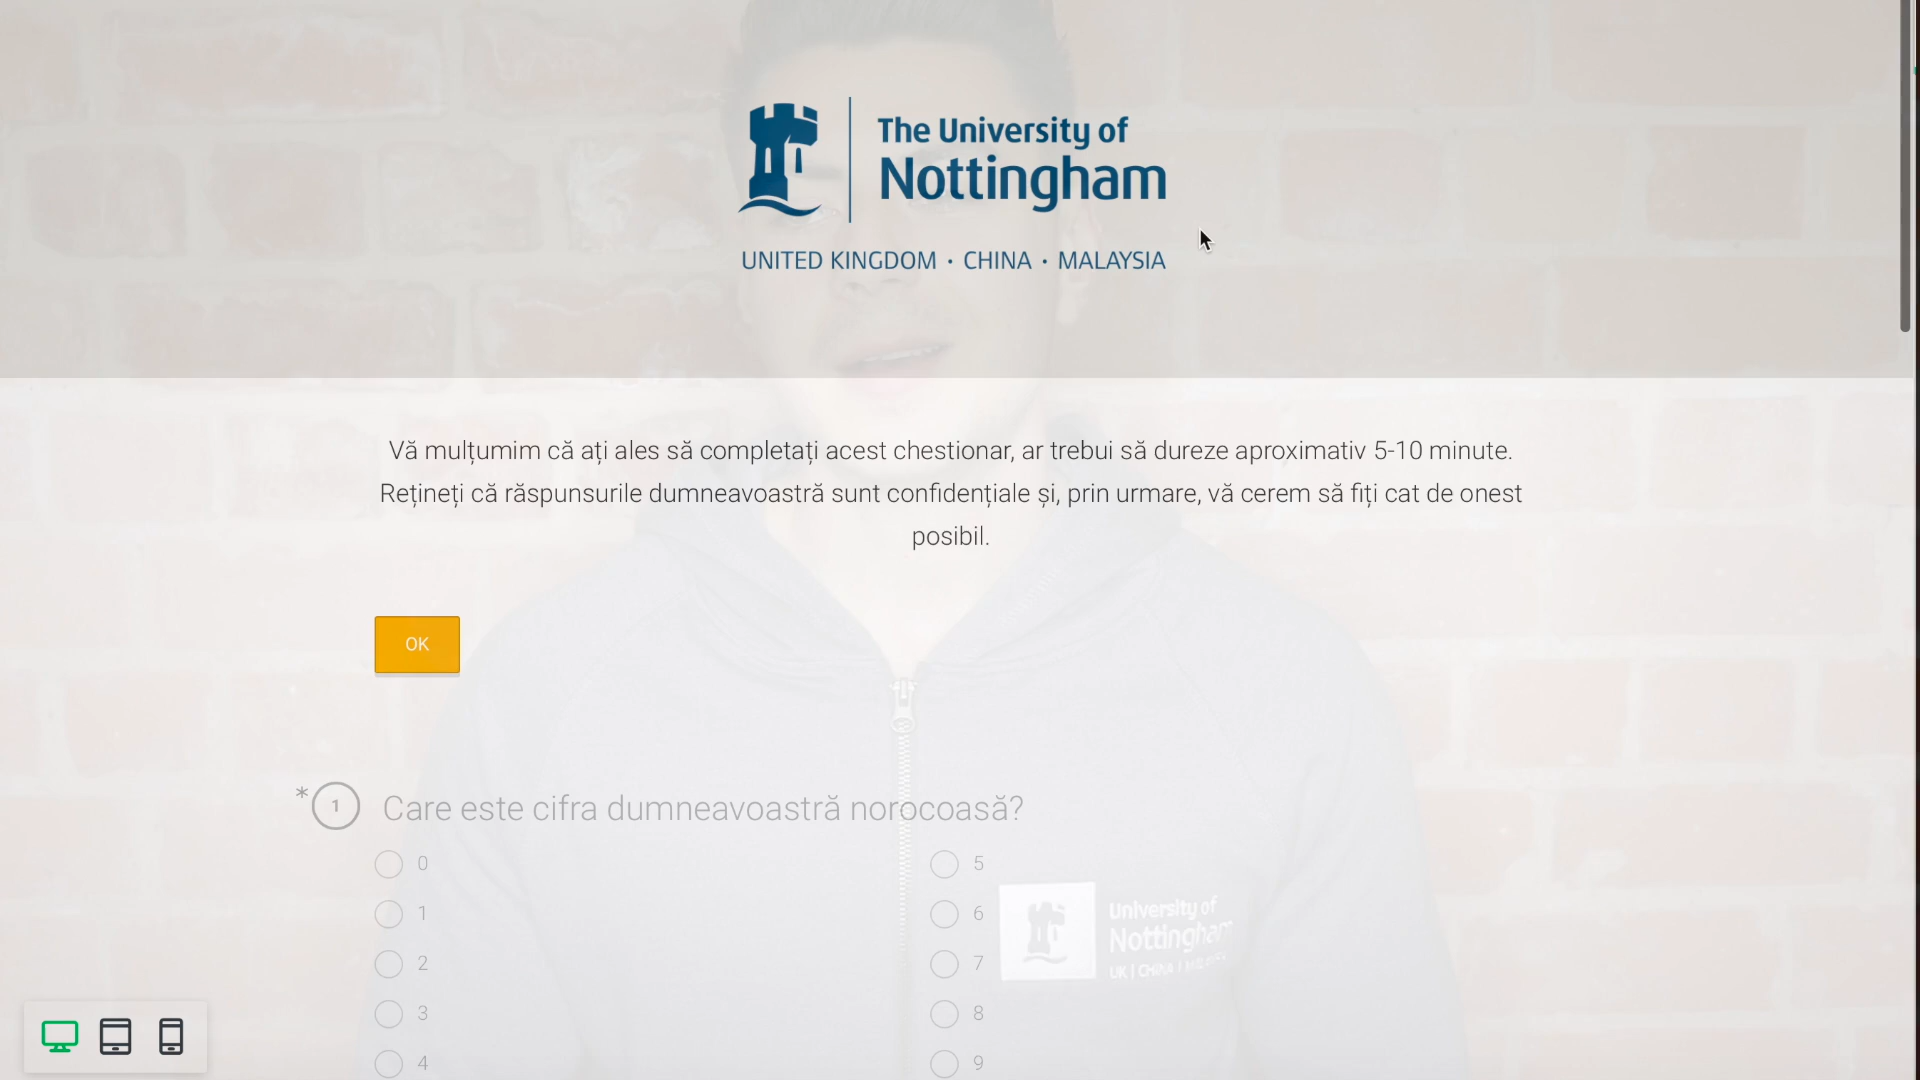 The University of
Nottingham
UNITED KINGDOM · CHINA · MALAYSIA
Vă mulțumim că ați ales să completați acest chestionar, ar trebui să dureze aproximativ 5-10 minute.
Rețineți că răspunsurile dumneavoastră sunt confidențiale și, prin urmare, vă cerem să fiți cat de onest
posibil.
OK
* 1 Care este cifra dumneavoastră norocoasă?
0
5
1
6
2
7
3
8
4
9
University of
Nottingham
UK | CHINA | MALAYSIA